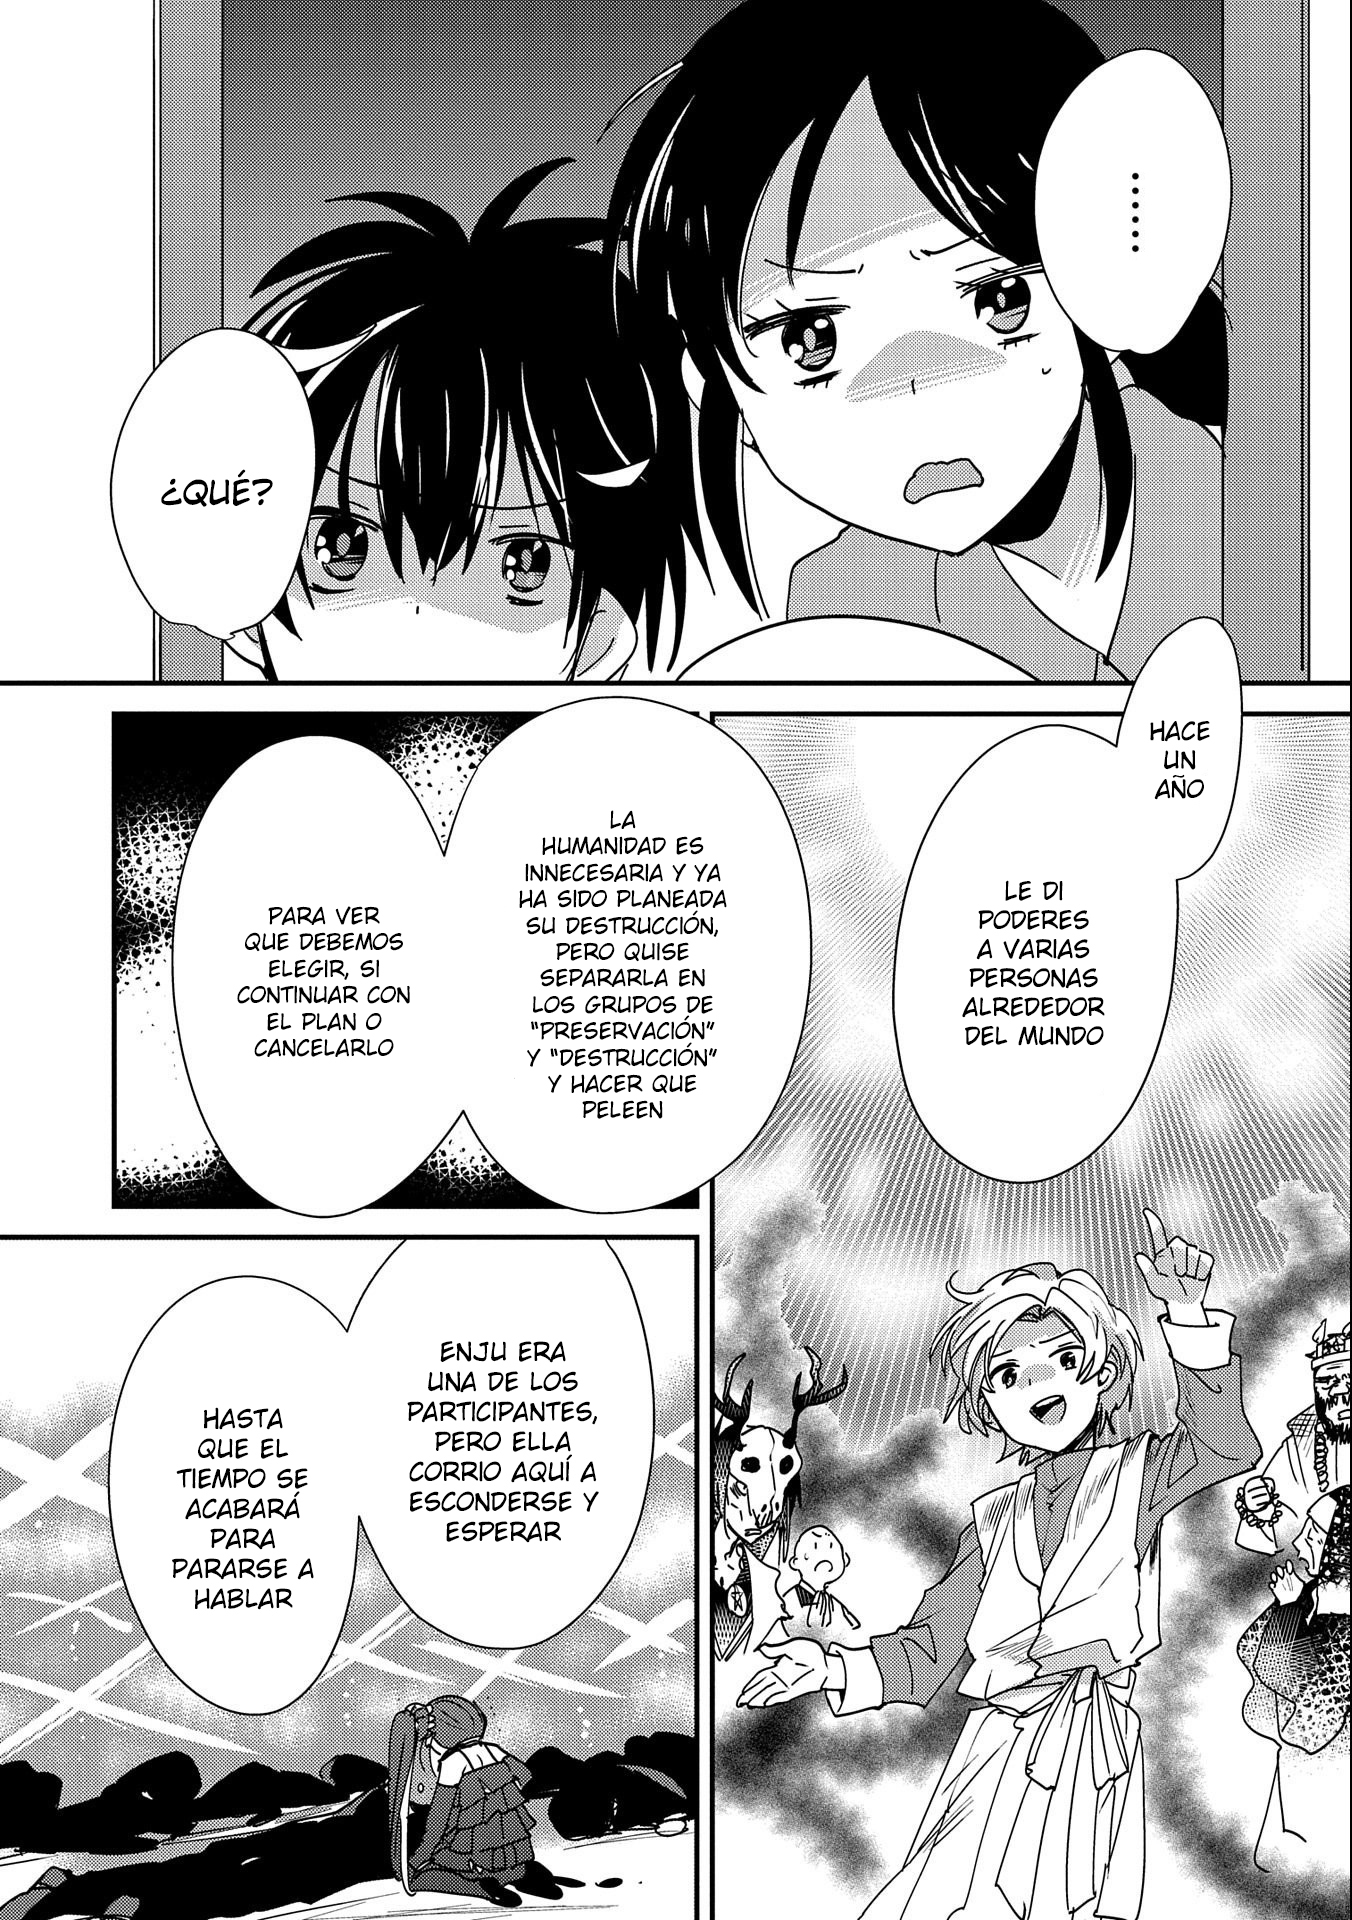 ......
¿QUÉ?
HACE
UN
AÑO
LE DI
PODERES
A VARIAS
PERSONAS
ALREDEDOR
DEL MUNDO
LA
HUMANIDAD ES
INNECESARIA Y YA
HA SIDO PLANEADA
SU DESTRUCCIÓN,
PERO QUISE
SEPARARLA EN
LOS GRUPOS DE
"PRESERVACIÓN"
Y "DESTRUCCIÓN"
Y HACER QUE
PELEEN
PARA VER
QUE DEBEMOS
ELEGIR, SI
CONTINUAR CON
EL PLAN O
CANCELARLO
ENJU ERA
UNA DE LOS
PARTICIPANTES,
PERO ELLA
CORRIO AQUÍ A
ESCONDERSE Y
ESPERAR
HASTA
QUE EL
TIEMPO SE
ACABARÁ
PARA
PARARSE A
HABLAR